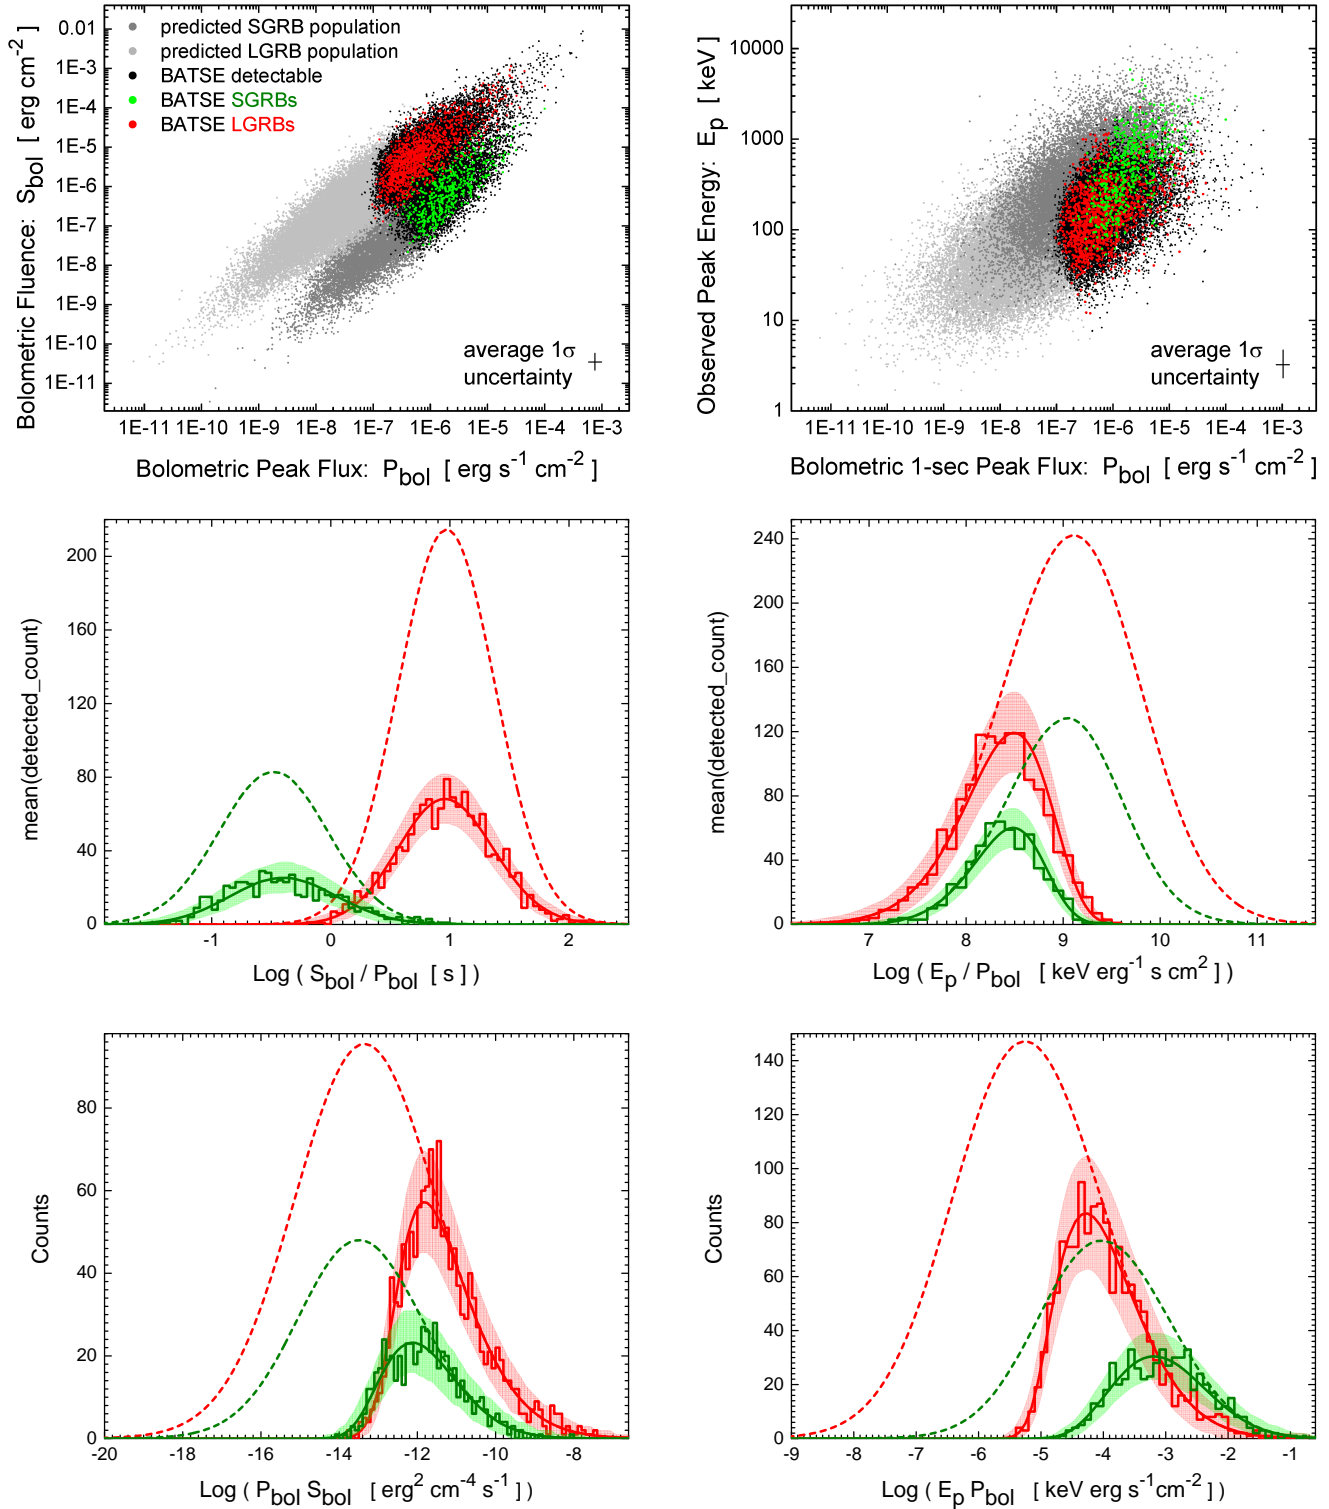 0.01
1E-3
1E-4
1E-5
1E-6
1E-7
1E-8
1E-9
1E-10
1E-11
Bolometric Fluence: S_bol [ erg cm^-2 ]
predicted SGRB population
predicted LGRB population
BATSE detectable
BATSE SGRBs
BATSE LGRBs
average 1σ
uncertainty
1E-11 1E-10 1E-9 1E-8 1E-7 1E-6 1E-5 1E-4 1E-3
Bolometric Peak Flux: P_bol [ erg s^-1 cm^-2 ]
10000
1000
100
10
1
Observed Peak Energy: E_p [ keV ]
average 1σ
uncertainty
1E-11 1E-10 1E-9 1E-8 1E-7 1E-6 1E-5 1E-4 1E-3
Bolometric 1-sec Peak Flux: P_bol [ erg s^-1 cm^-2 ]
200
160
120
80
40
0
mean(detected_count)
-1 0 1 2
Log ( S_bol / P_bol [ s ] )
240
200
160
120
80
40
0
mean(detected_count)
7 8 9 10 11
Log ( E_p / P_bol [ keV erg^-1 s cm^2 ] )
80
60
40
20
0
Counts
-20 -18 -16 -14 -12 -10 -8
Log ( P_bol S_bol [ erg^2 cm^-4 s^-1 ] )
140
120
100
80
60
40
20
0
Counts
-9 -8 -7 -6 -5 -4 -3 -2 -1
Log ( E_p P_bol [ keV erg s^-1 cm^-2 ] )